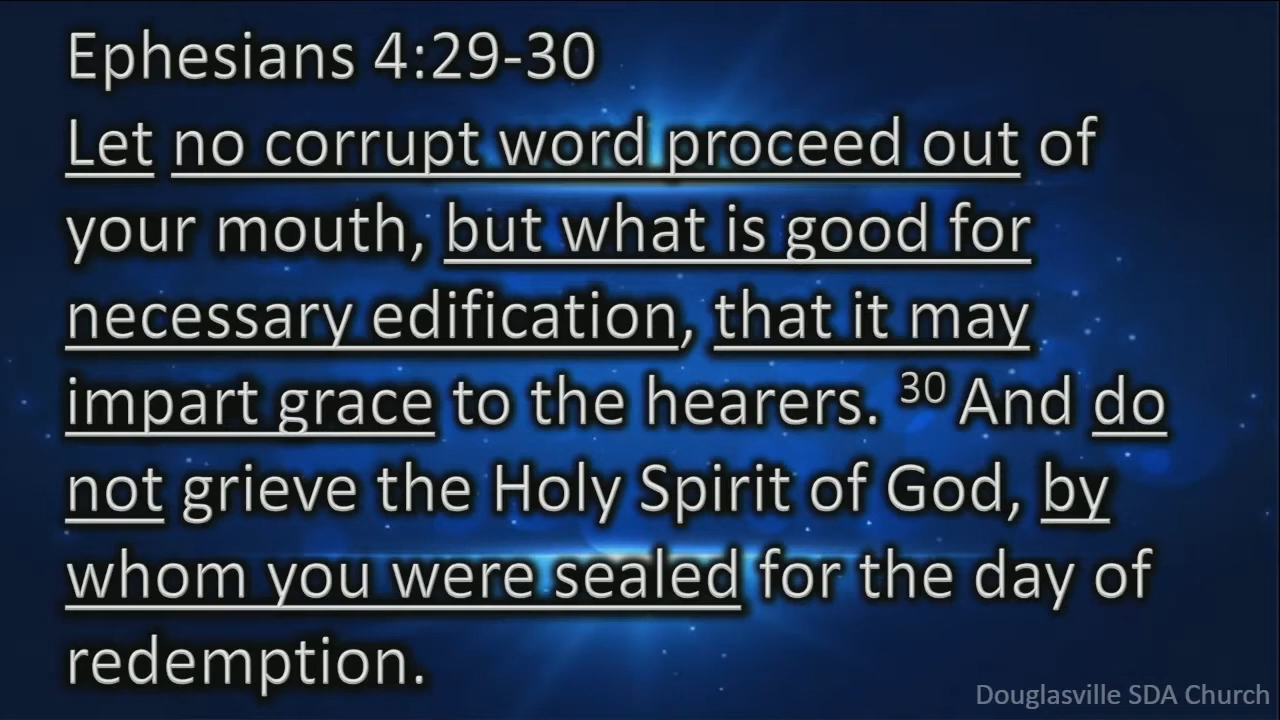 Ephesians 4:29-30
Let no corrupt word proceed out of
your mouth, but what is good for
necessary edification, that it may
impart grace to the hearers. 30 And do
not grieve the Holy Spirit of God, by
whom you were sealed for the day of
redemption.
Douglasville SDA Church